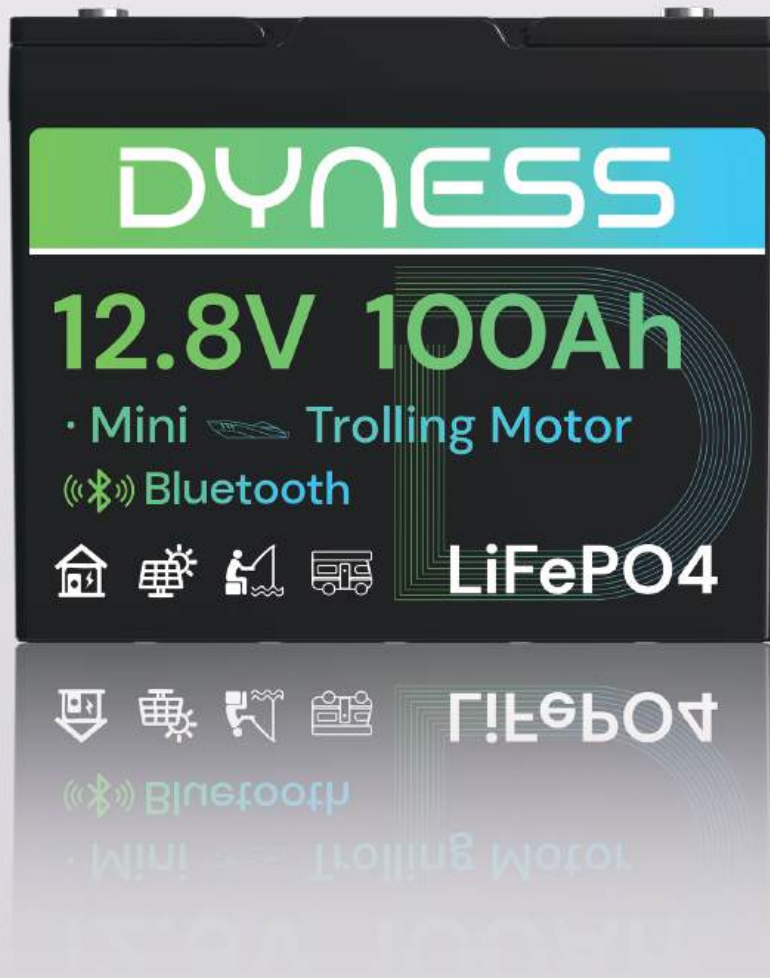 DYNESS
12.8V 100Ah
· Mini Trolling Motor
Bluetooth
LiFePO4